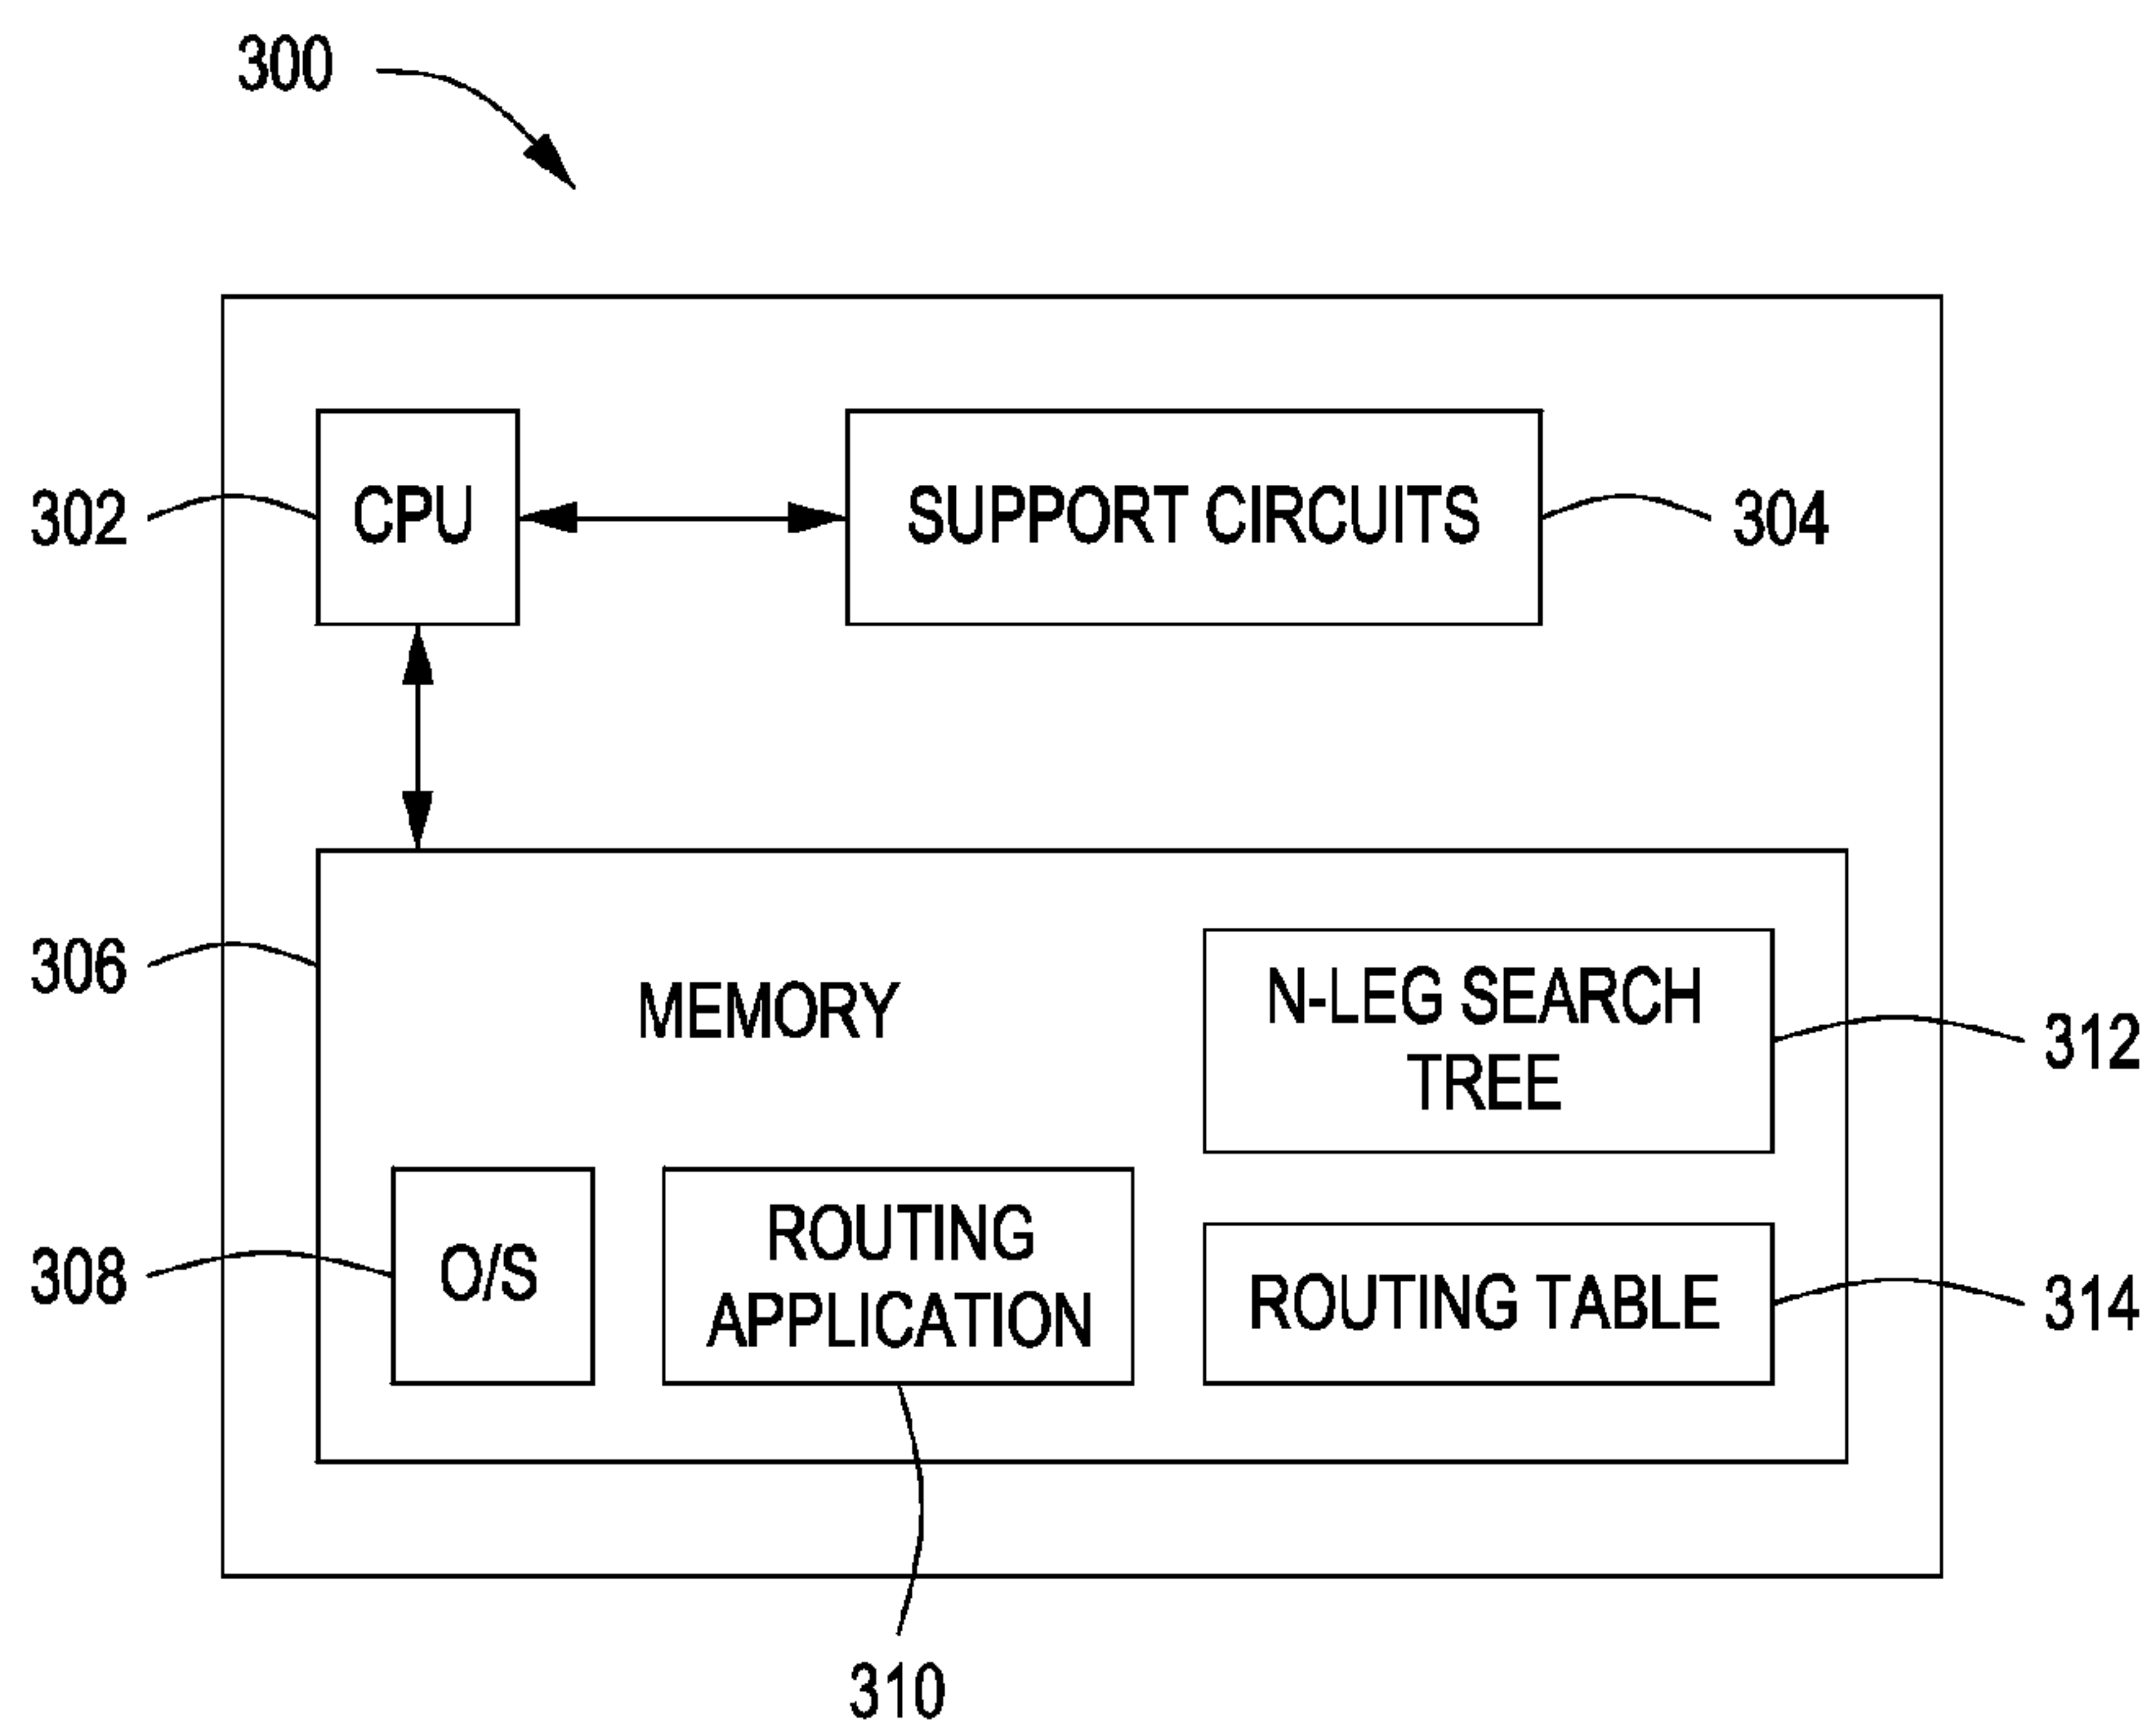 300
302
CPU
SUPPORT CIRCUITS
304
306
MEMORY
N-LEG SEARCH
TREE
312
308
O/S
ROUTING
APPLICATION
ROUTING TABLE
314
310